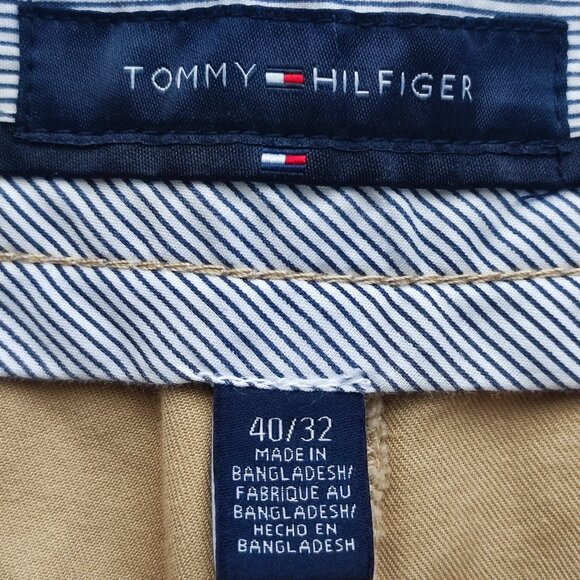 TOMMY HILFIGER
40/32
MADE IN
BANGLADESH/
FABRIQUE AU
BANGLADESH/
HECHO EN
BANGLADESH